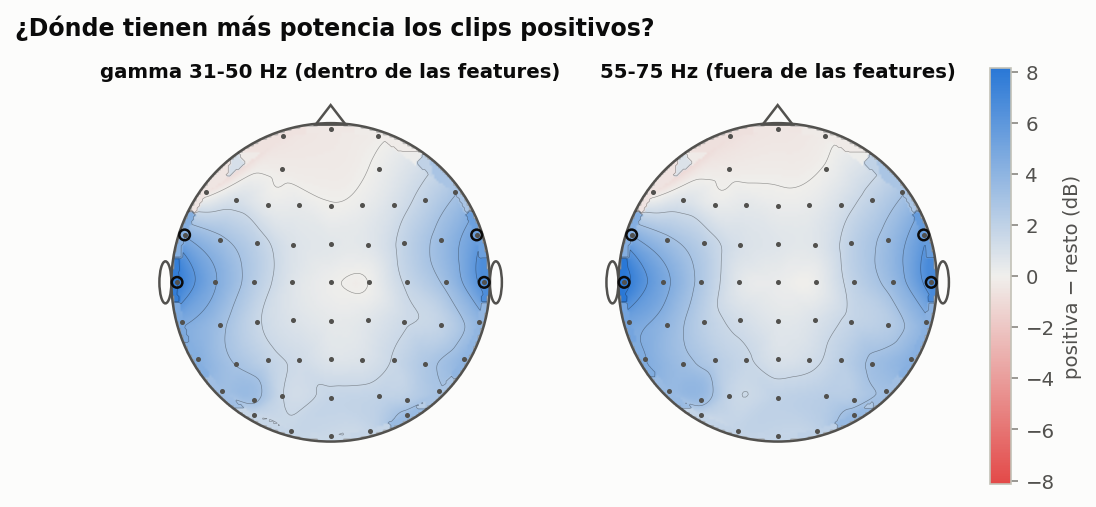 ¿Dónde tienen más potencia los clips positivos?
gamma 31-50 Hz (dentro de las features)
55-75 Hz (fuera de las features)
8
6
4
2
0
−2
−4
−6
−8
positiva − resto (dB)